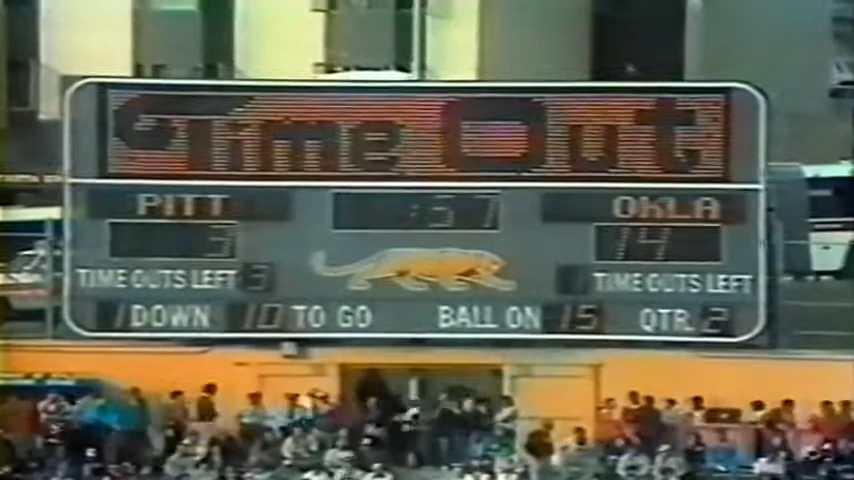 Time Out
PITT :57 OKLA
3 14
TIME OUTS LEFT 3 TIME OUTS LEFT
1 DOWN 10 TO GO BALL ON 15 QTR. 2